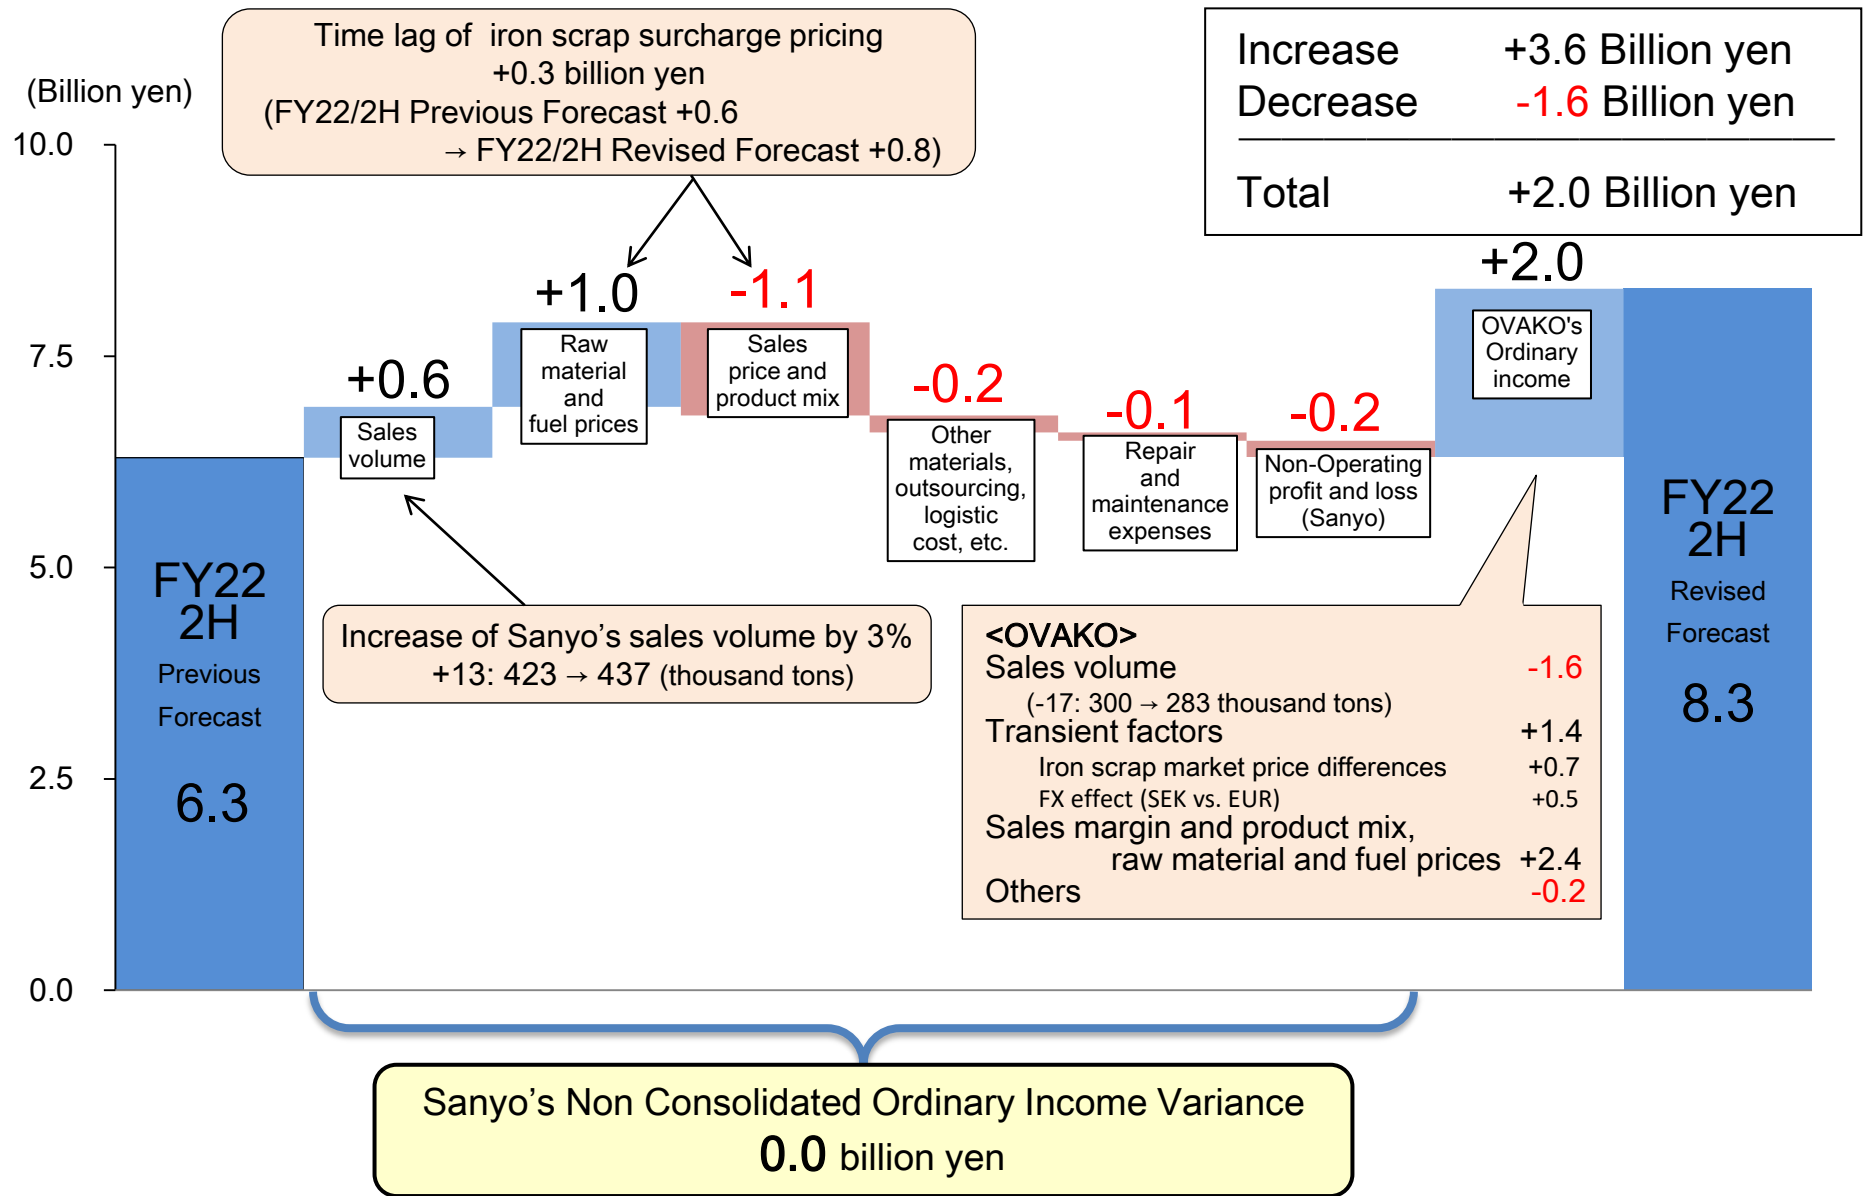 Time lag of iron scrap surcharge pricing
+0.3 billion yen
(FY22/2H Previous Forecast +0.6
→ FY22/2H Revised Forecast +0.8)
Increase +3.6 Billion yen
Decrease -1.6 Billion yen
Total +2.0 Billion yen
(Billion yen)
10.0
7.5
5.0
2.5
0.0
FY22
2H
Previous
Forecast
6.3
+0.6
Sales
volume
+1.0
Raw
material
and
fuel prices
-1.1
Sales
price and
product mix
-0.2
Other
materials,
outsourcing,
logistic
cost, etc.
-0.1
Repair
and
maintenance
expenses
-0.2
Non-Operating
profit and loss
(Sanyo)
+2.0
OVAKO's
Ordinary
income
FY22
2H
Revised
Forecast
8.3
Increase of Sanyo’s sales volume by 3%
+13: 423 → 437 (thousand tons)
<OVAKO>
Sales volume -1.6
(-17: 300 → 283 thousand tons)
Transient factors +1.4
Iron scrap market price differences +0.7
FX effect (SEK vs. EUR) +0.5
Sales margin and product mix,
raw material and fuel prices +2.4
Others -0.2
Sanyo’s Non Consolidated Ordinary Income Variance
0.0 billion yen